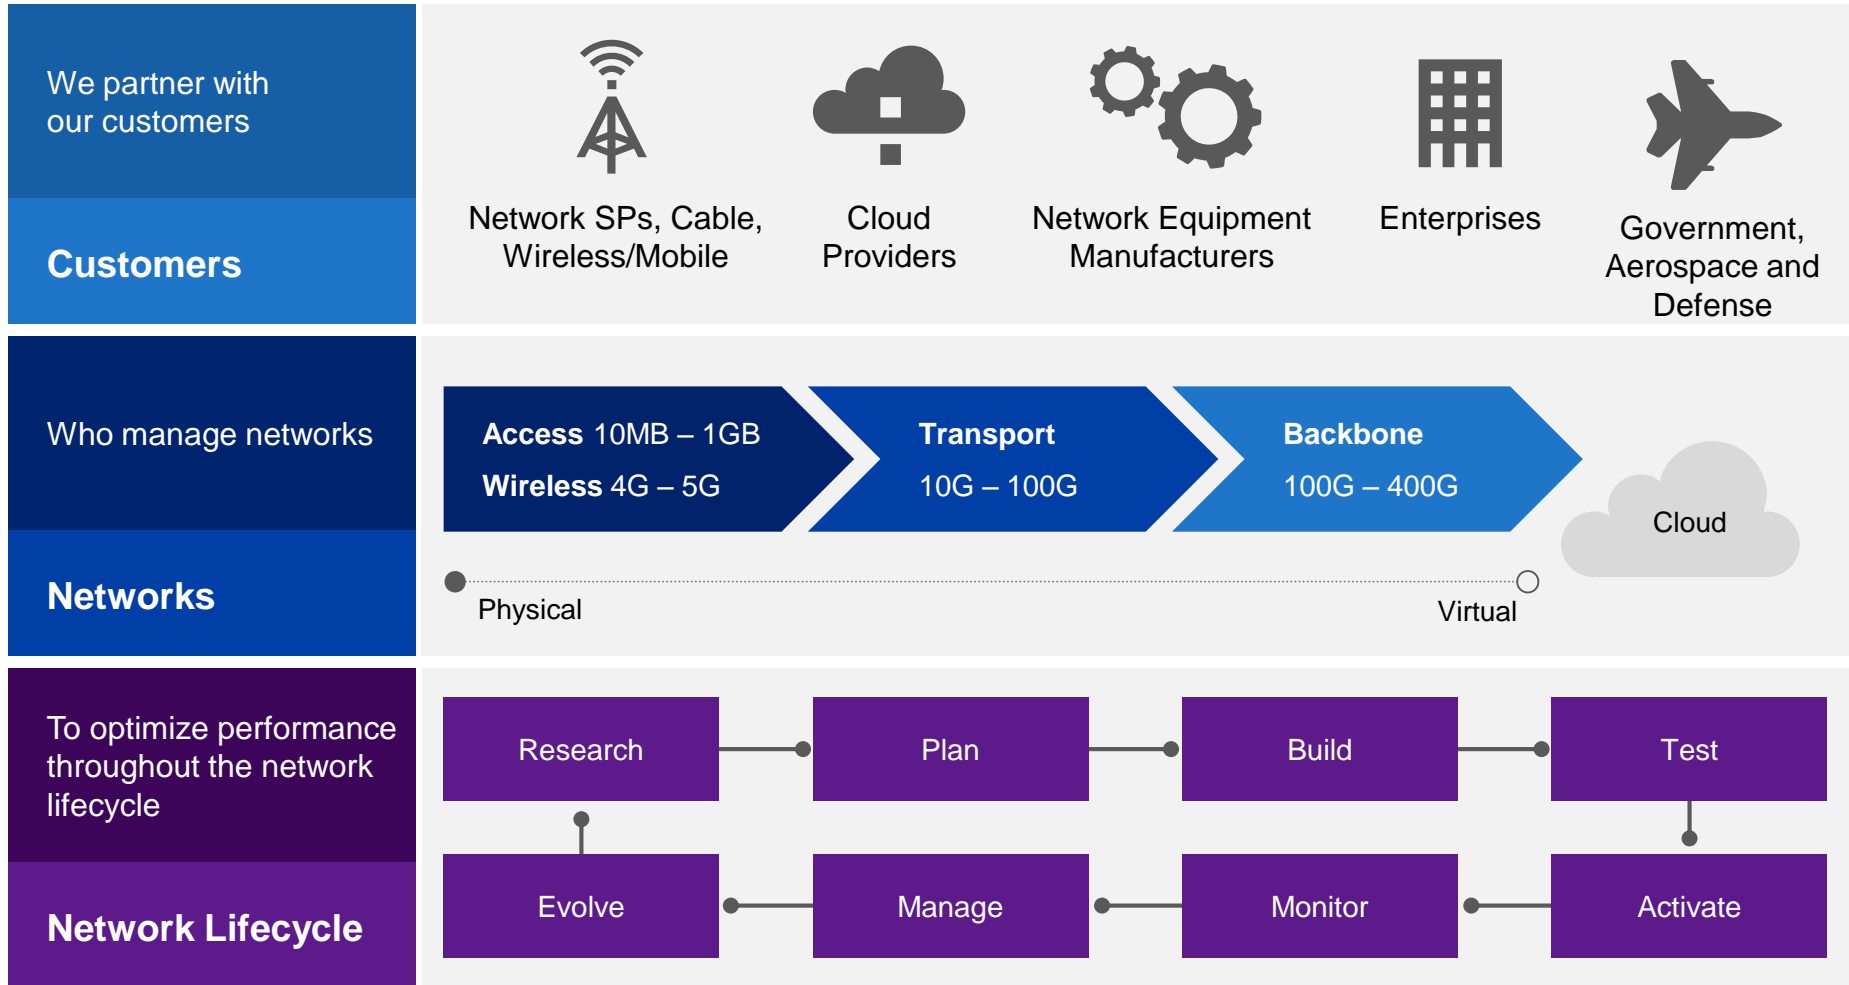 We partner with
our customers
Customers
Network SPs, Cable,
Wireless/Mobile
Cloud
Providers
Network Equipment
Manufacturers
Enterprises
Government,
Aerospace and
Defense
Who manage networks
Networks
Access 10MB – 1GB
Wireless 4G – 5G
Transport
10G – 100G
Backbone
100G – 400G
Cloud
Physical
Virtual
To optimize performance
throughout the network
lifecycle
Network Lifecycle
Research
Plan
Build
Test
Evolve
Manage
Monitor
Activate